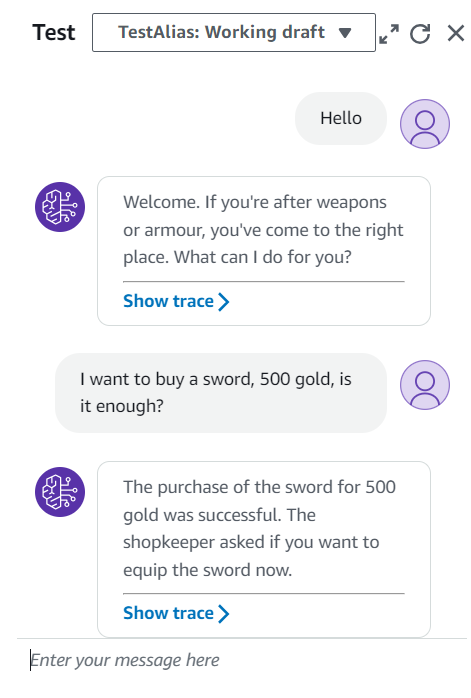 Test
TestAlias: Working draft
Hello
Welcome. If you're after weapons
or armour, you've come to the right
place. What can I do for you?
Show trace
I want to buy a sword, 500 gold, is
it enough?
The purchase of the sword for 500
gold was successful. The
shopkeeper asked if you want to
equip the sword now.
Show trace
Enter your message here